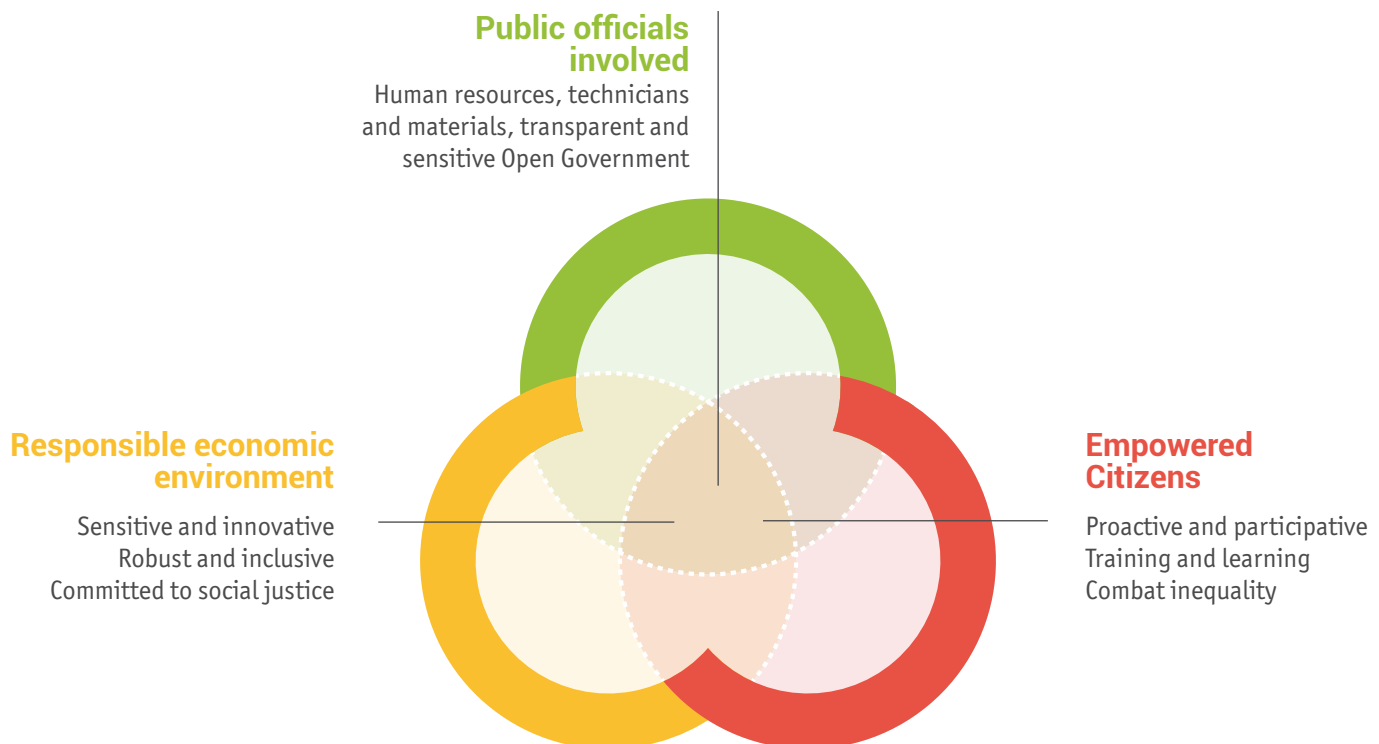 Public officials
involved
Human resources, technicians
and materials, transparent and
sensitive Open Government
Responsible economic
environment
Sensitive and innovative
Robust and inclusive
Committed to social justice
Empowered
Citizens
Proactive and participative
Training and learning
Combat inequality